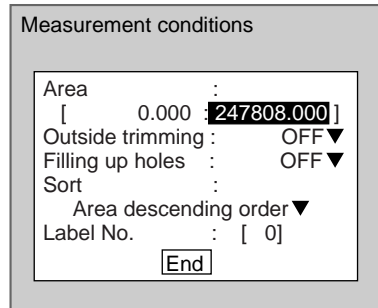 Measurement conditions
Area :
[ 0.000 : 247808.000 ]
Outside trimming : OFF▼
Filling up holes : OFF▼
Sort :
Area descending order▼
Label No. : [ 0]
End